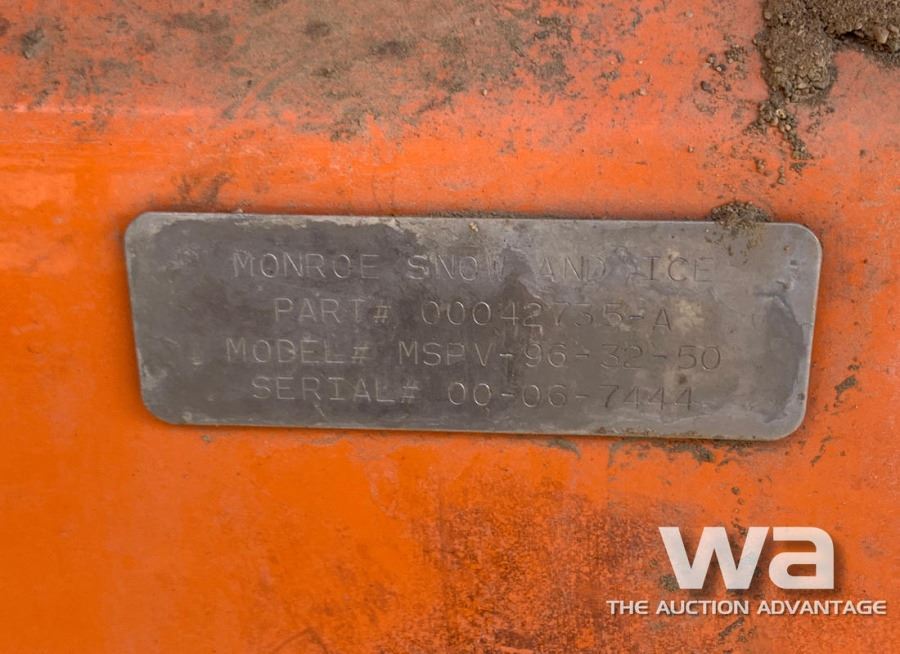 MONROE SNOW AND ICE
PART# 00042735-A
MODEL# MSPV-96-32-50
SERIAL# 00-06-7444
wa
THE AUCTION ADVANTAGE